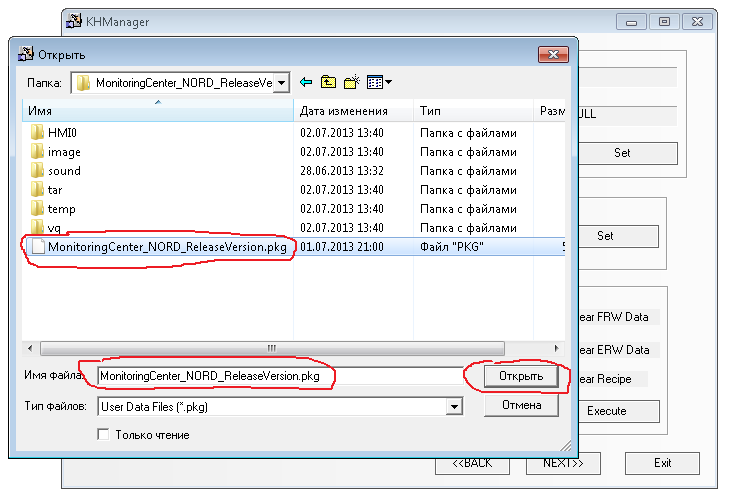 KHManager
Открыть
Папка: MonitoringCenter_NORD_ReleaseVe
Имя Дата изменения Тип Разм
HMI0 02.07.2013 13:40 Папка с файлами
image 02.07.2013 13:40 Папка с файлами
sound 28.06.2013 13:32 Папка с файлами
tar 02.07.2013 13:40 Папка с файлами
temp 02.07.2013 13:40 Папка с файлами
vg 02.07.2013 13:40 Папка с файлами
MonitoringCenter_NORD_ReleaseVersion.pkg 01.07.2013 21:00 Файл "PKG" 5
Имя файла: MonitoringCenter_NORD_ReleaseVersion.pkg Открыть
Тип файлов: User Data Files (*.pkg) Отмена
Только чтение
ULL
Set
Set
ear FRW Data
ear ERW Data
ear Recipe
Execute
<<BACK NEXT>> Exit